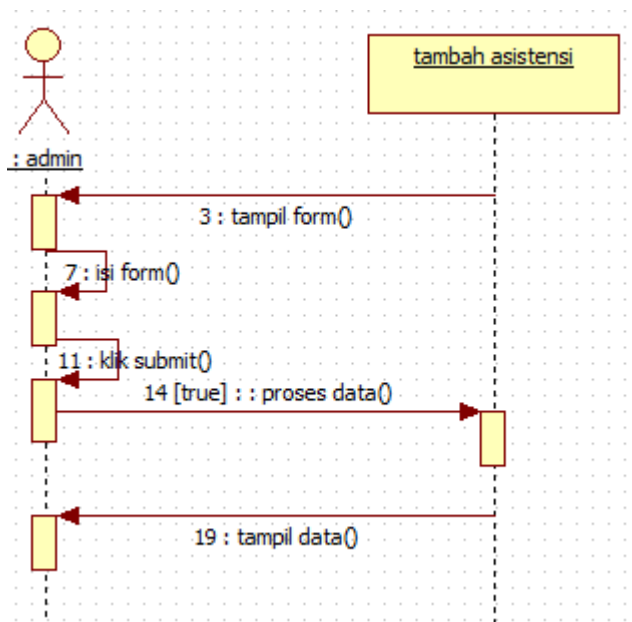 tambah asistensi
: admin
3 : tampil form()
7 : isi form()
11 : klik submit()
14 [true] : : proses data()
19 : tampil data()